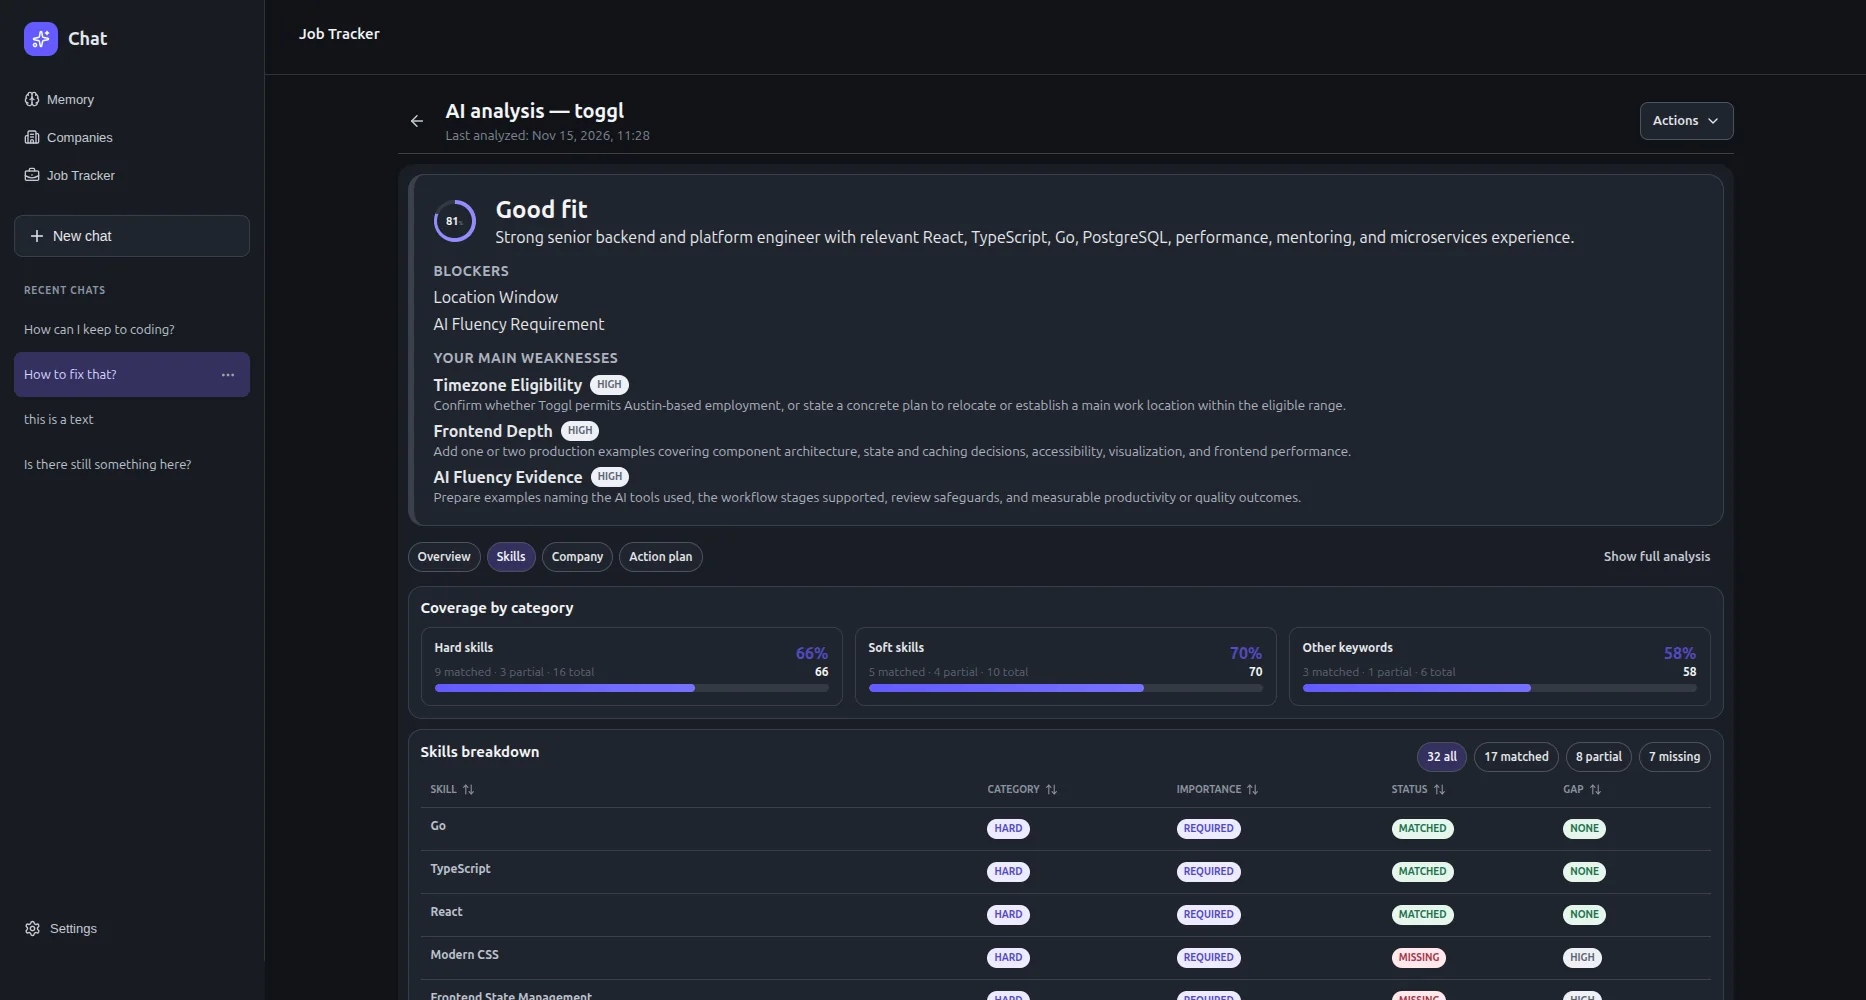 Chat
Memory
Companies
Job Tracker
New chat
RECENT CHATS
How can I keep to coding?
How to fix that?
this is a text
Is there still something here?
Settings
Job Tracker
AI analysis — toggl
Last analyzed: Nov 15, 2026, 11:28
Actions
81%
Good fit
Strong senior backend and platform engineer with relevant React, TypeScript, Go, PostgreSQL, performance, mentoring, and microservices experience.
BLOCKERS
Location Window
AI Fluency Requirement
YOUR MAIN WEAKNESSES
Timezone Eligibility HIGH
Confirm whether Toggl permits Austin-based employment, or state a concrete plan to relocate or establish a main work location within the eligible range.
Frontend Depth HIGH
Add one or two production examples covering component architecture, state and caching decisions, accessibility, visualization, and frontend performance.
AI Fluency Evidence HIGH
Prepare examples naming the AI tools used, the workflow stages supported, review safeguards, and measurable productivity or quality outcomes.
Overview Skills Company Action plan Show full analysis
Coverage by category
Hard skills 66%
9 matched · 3 partial · 16 total 66
Soft skills 70%
5 matched · 4 partial · 10 total 70
Other keywords 58%
3 matched · 1 partial · 6 total 58
Skills breakdown
32 all 17 matched 8 partial 7 missing
SKILL CATEGORY IMPORTANCE STATUS GAP
Go HARD REQUIRED MATCHED NONE
TypeScript HARD REQUIRED MATCHED NONE
React HARD REQUIRED MATCHED NONE
Modern CSS HARD REQUIRED MISSING HIGH
Frontend State Management HARD REQUIRED MISSING HIGH